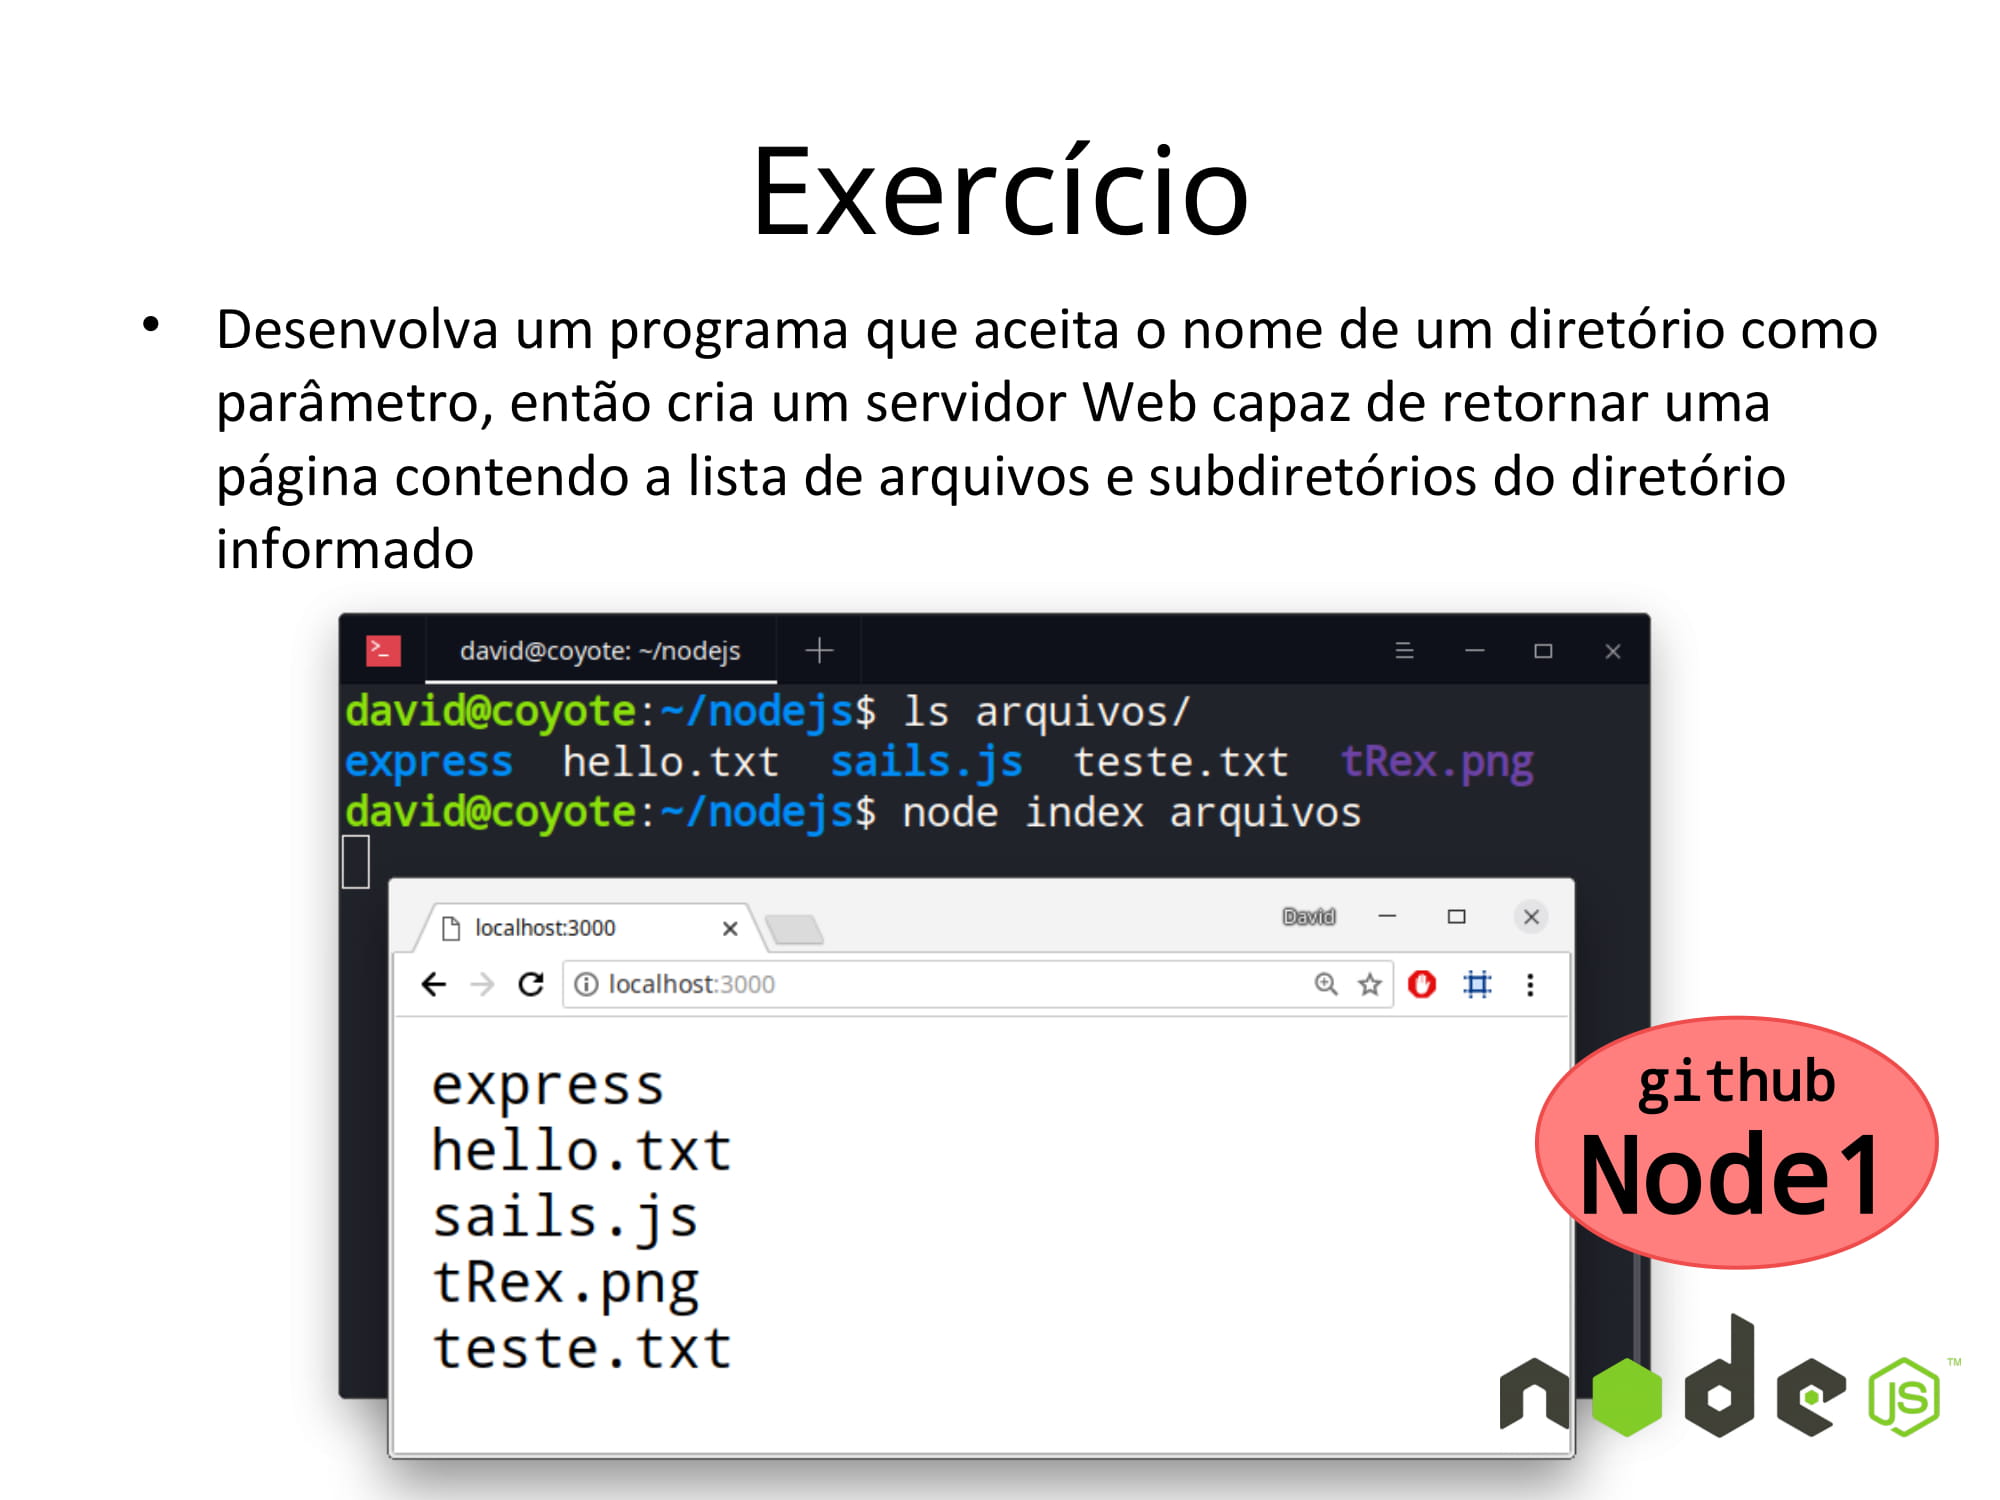 Exercício
• Desenvolva um programa que aceita o nome de um diretório como
parâmetro, então cria um servidor Web capaz de retornar uma
página contendo a lista de arquivos e subdiretórios do diretório
informado
david@coyote: ~/nodejs
david@coyote:~/nodejs$ ls arquivos/
express hello.txt sails.js teste.txt tRex.png
david@coyote:~/nodejs$ node index arquivos
localhost:3000
David
localhost:3000
express
hello.txt
sails.js
tRex.png
teste.txt
github
Node1
node JS ™